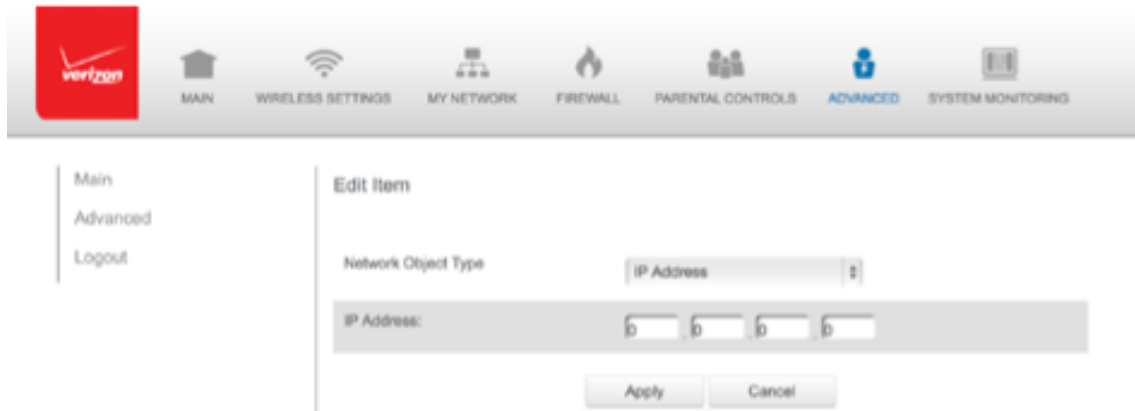 verizon
MAIN WIRELESS SETTINGS MY NETWORK FIREWALL PARENTAL CONTROLS ADVANCED SYSTEM MONITORING
Main
Advanced
Logout
Edit Item
Network Object Type IP Address
IP Address: 0 . 0 . 0 . 0
Apply Cancel